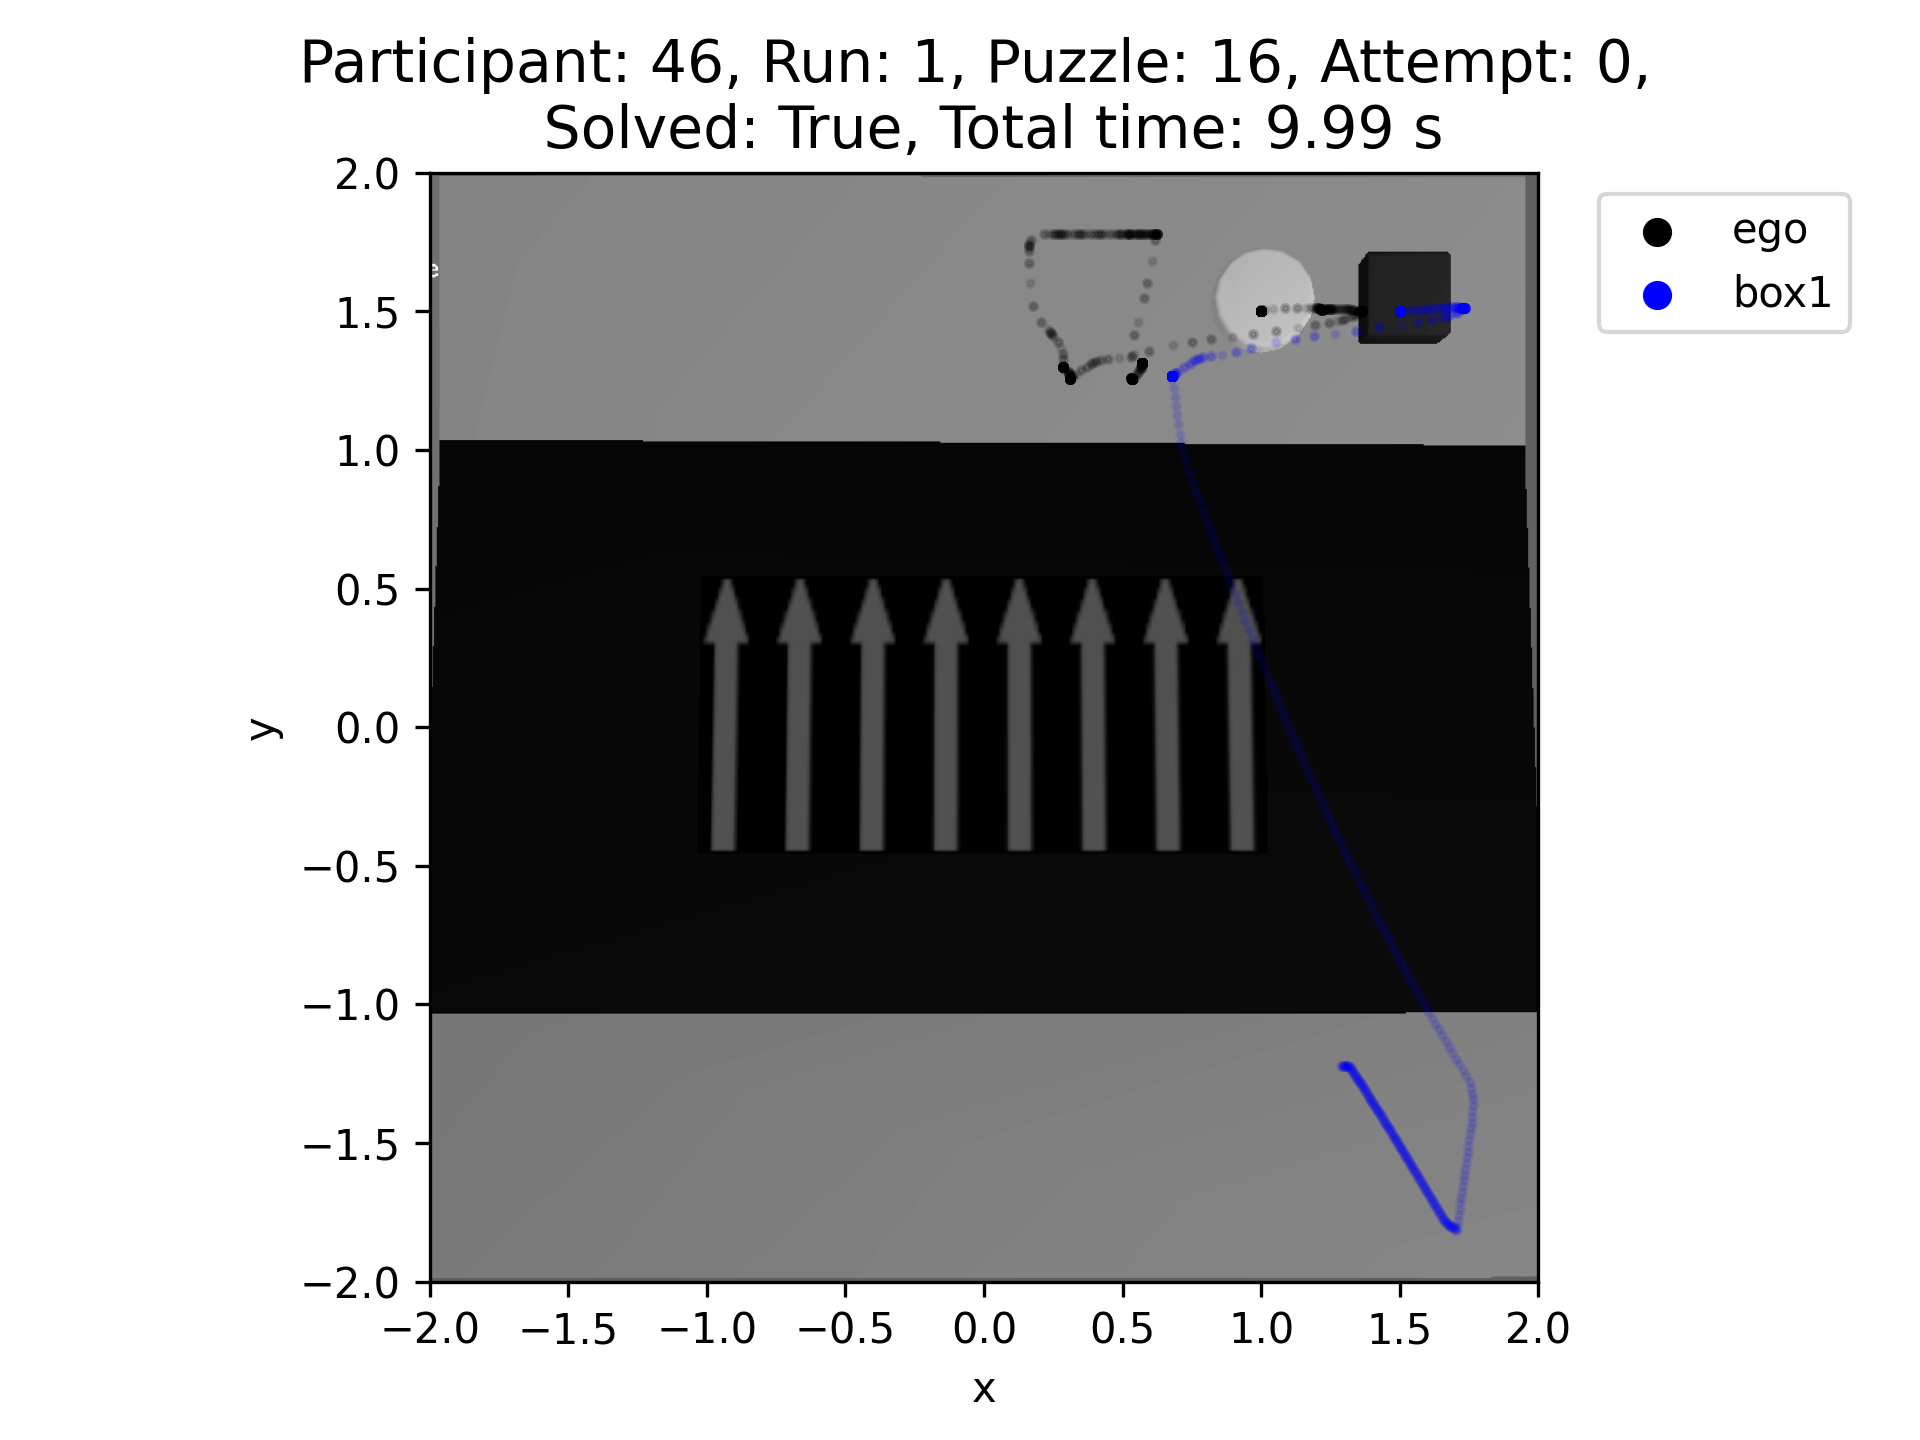 Participant: 46, Run: 1, Puzzle: 16, Attempt: 0,
Solved: True, Total time: 9.99 s
2.0
1.5
1.0
0.5
0.0
−0.5
−1.0
−1.5
−2.0
y
−2.0 −1.5 −1.0 −0.5 0.0 0.5 1.0 1.5 2.0
x
ego
box1